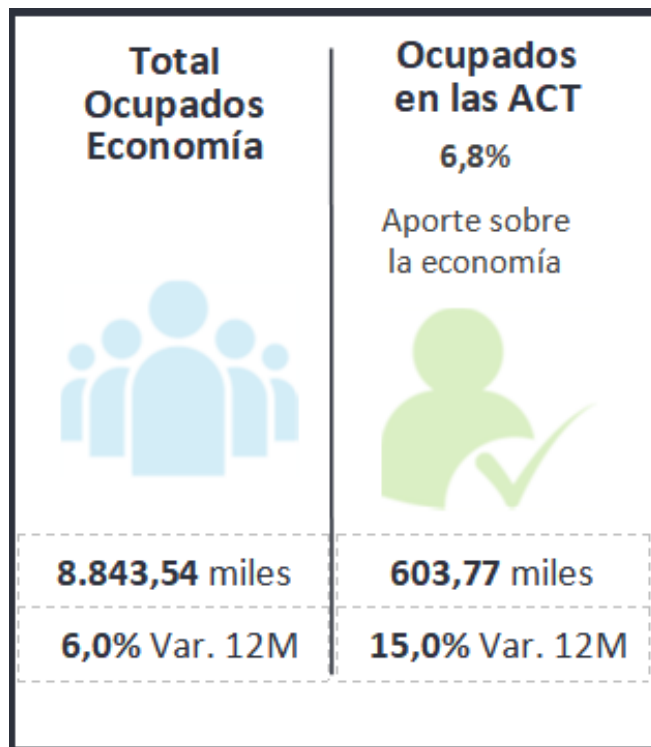 Total
Ocupados
Economía
8.843,54 miles
6,0% Var. 12M
Ocupados
en las ACT
6,8%
Aporte sobre
la economía
603,77 miles
15,0% Var. 12M